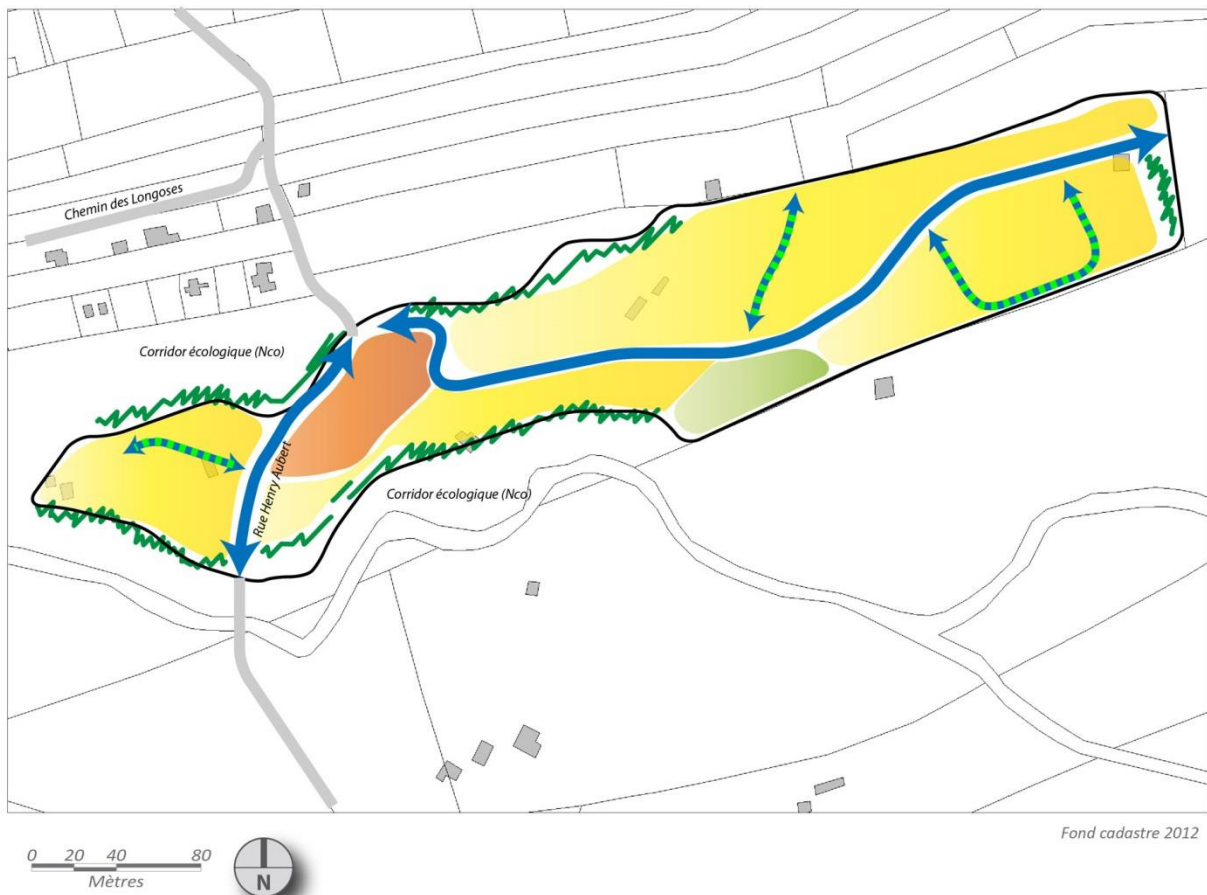 Chemin des Longoses
Corridor écologique (Nco)
Rue Henry Aubert
Corridor écologique (Nco)
Fond cadastre 2012
0 20 40 80
Mètres
N